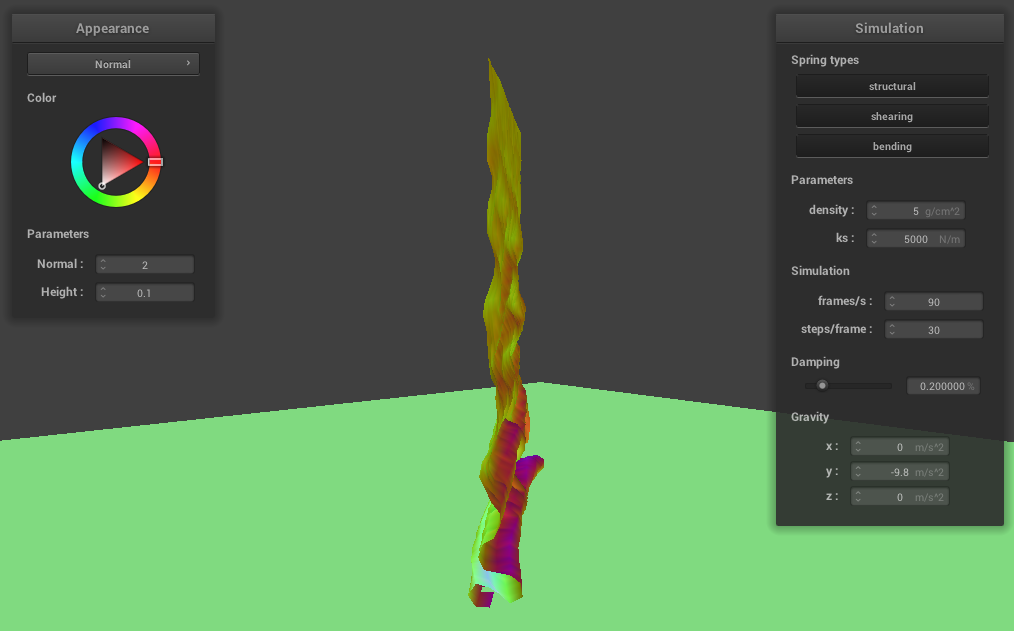 Appearance
Normal
Color
Parameters
Normal :
2
Height :
0.1
Simulation
Spring types
structural
shearing
bending
Parameters
density : 5 g/cm^2
ks : 5000 N/m
Simulation
frames/s : 90
steps/frame : 30
Damping
0.200000 %
Gravity
x : 0 m/s^2
y : -9.8 m/s^2
z : 0 m/s^2